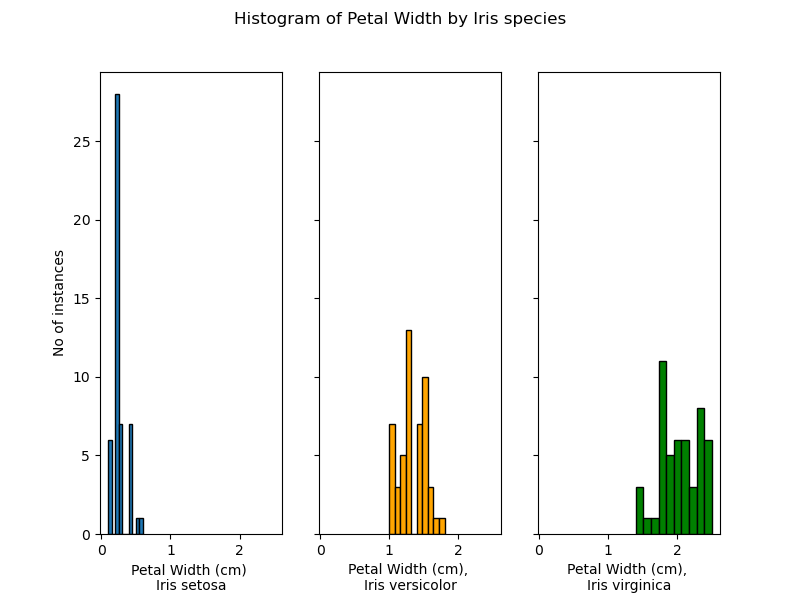 Histogram of Petal Width by Iris species
No of instances
25
20
15
10
5
0
0 1 2
0 1 2
0 1 2
Petal Width (cm)
Iris setosa
Petal Width (cm),
Iris versicolor
Petal Width (cm),
Iris virginica